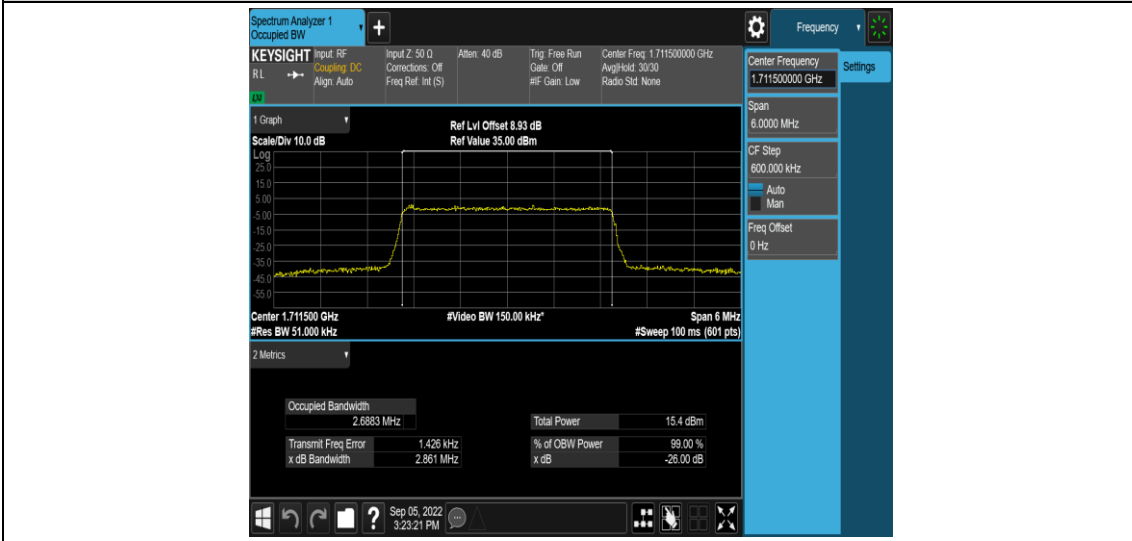 Spectrum Analyzer 1
Occupied BW
+
Frequency
KEYSIGHT
RL
LM
Input: RF
Coupling: DC
Align: Auto
Input Z: 50 Ω
Corrections: Off
Freq Ref: Int (S)
Atten: 40 dB
Trig: Free Run
Gate: Off
#IF Gain: Low
Center Freq: 1.711500000 GHz
Avg|Hold: 30/30
Radio Std: None
Center Frequency
1.711500000 GHz
Settings
Span
6.0000 MHz
CF Step
600.000 kHz
Auto
Man
Freq Offset
0 Hz
1 Graph
Scale/Div 10.0 dB
Ref Lvl Offset 8.93 dB
Ref Value 35.00 dBm
Log
25.0
15.0
5.00
-5.00
-15.0
-25.0
-35.0
-45.0
-55.0
Center 1.711500 GHz
#Video BW 150.00 kHz*
Span 6 MHz
#Res BW 51.000 kHz
#Sweep 100 ms (601 pts)
2 Metrics
Occupied Bandwidth
2.6883 MHz
Total Power 15.4 dBm
Transmit Freq Error 1.426 kHz
% of OBW Power 99.00 %
x dB Bandwidth 2.861 MHz
x dB -26.00 dB
?
Sep 05, 2022
3:23:21 PM